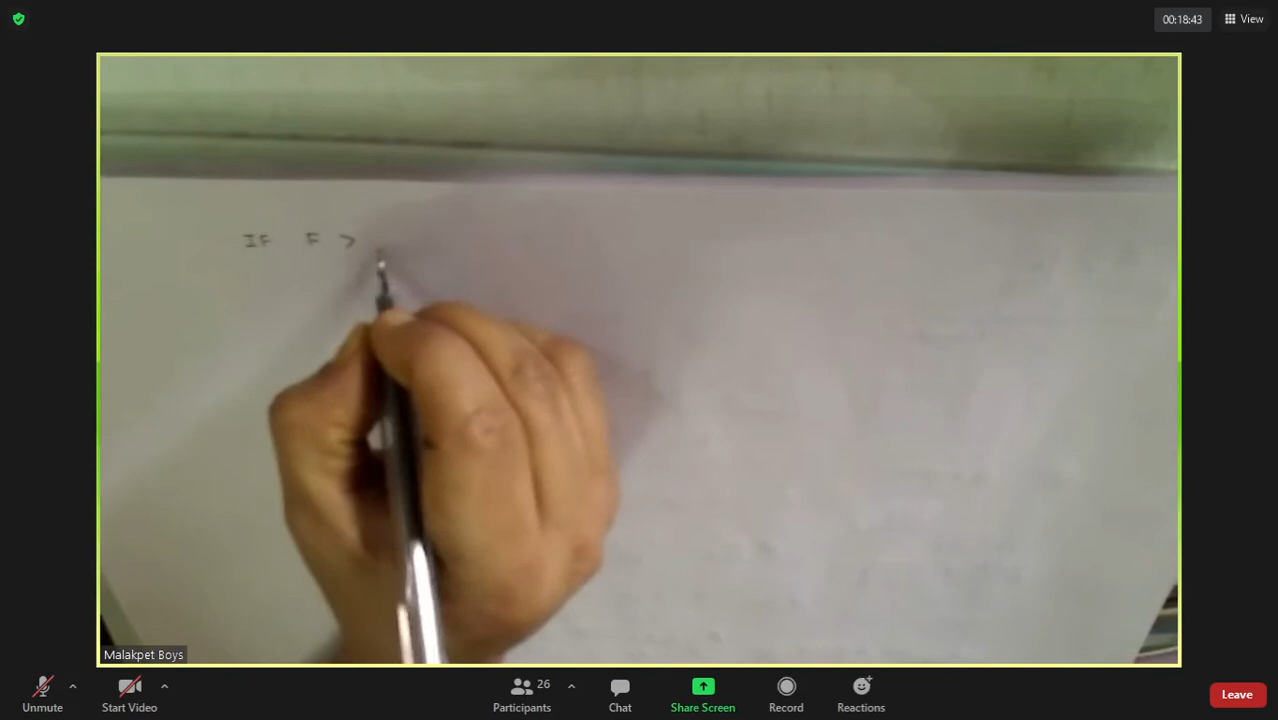 00:18:43 View
IF F >
Malakpet Boys
Unmute Start Video 26 Participants Chat Share Screen Record Reactions Leave